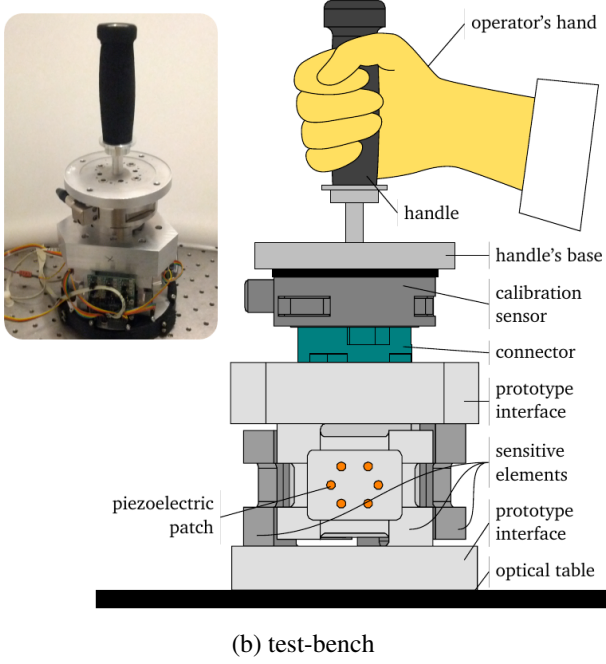 operator's hand
handle
handle's base
calibration
sensor
connector
prototype
interface
sensitive
elements
piezoelectric
patch
prototype
interface
optical table
(b) test-bench